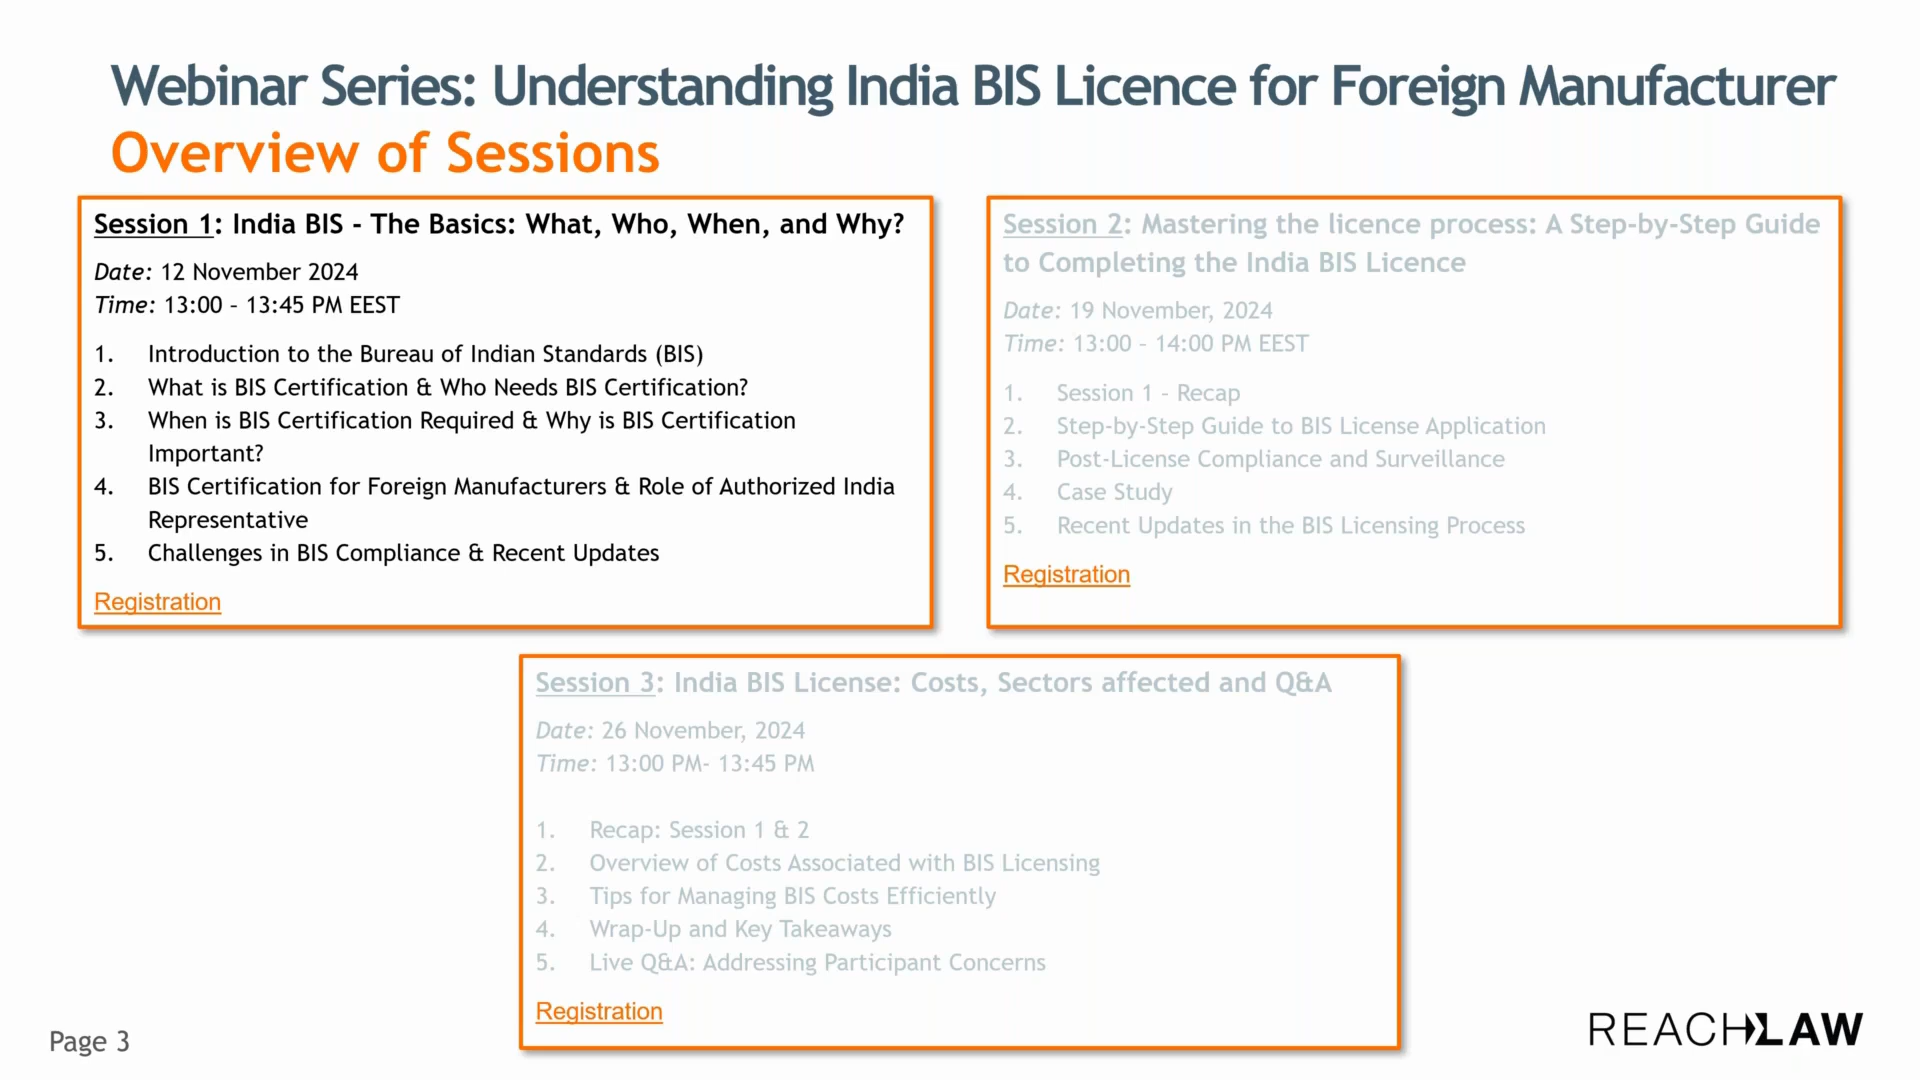 Webinar Series: Understanding India BIS Licence for Foreign Manufacturer
Overview of Sessions
Session 1: India BIS - The Basics: What, Who, When, and Why?
Date: 12 November 2024
Time: 13:00 – 13:45 PM EEST
1. Introduction to the Bureau of Indian Standards (BIS)
2. What is BIS Certification & Who Needs BIS Certification?
3. When is BIS Certification Required & Why is BIS Certification
Important?
4. BIS Certification for Foreign Manufacturers & Role of Authorized India
Representative
5. Challenges in BIS Compliance & Recent Updates
Registration
Session 2: Mastering the licence process: A Step-by-Step Guide
to Completing the India BIS Licence
Date: 19 November, 2024
Time: 13:00 – 14:00 PM EEST
1. Session 1 – Recap
2. Step-by-Step Guide to BIS License Application
3. Post-License Compliance and Surveillance
4. Case Study
5. Recent Updates in the BIS Licensing Process
Registration
Session 3: India BIS License: Costs, Sectors affected and Q&A
Date: 26 November, 2024
Time: 13:00 PM- 13:45 PM
1. Recap: Session 1 & 2
2. Overview of Costs Associated with BIS Licensing
3. Tips for Managing BIS Costs Efficiently
4. Wrap-Up and Key Takeaways
5. Live Q&A: Addressing Participant Concerns
Registration
Page 3
REACHLAW